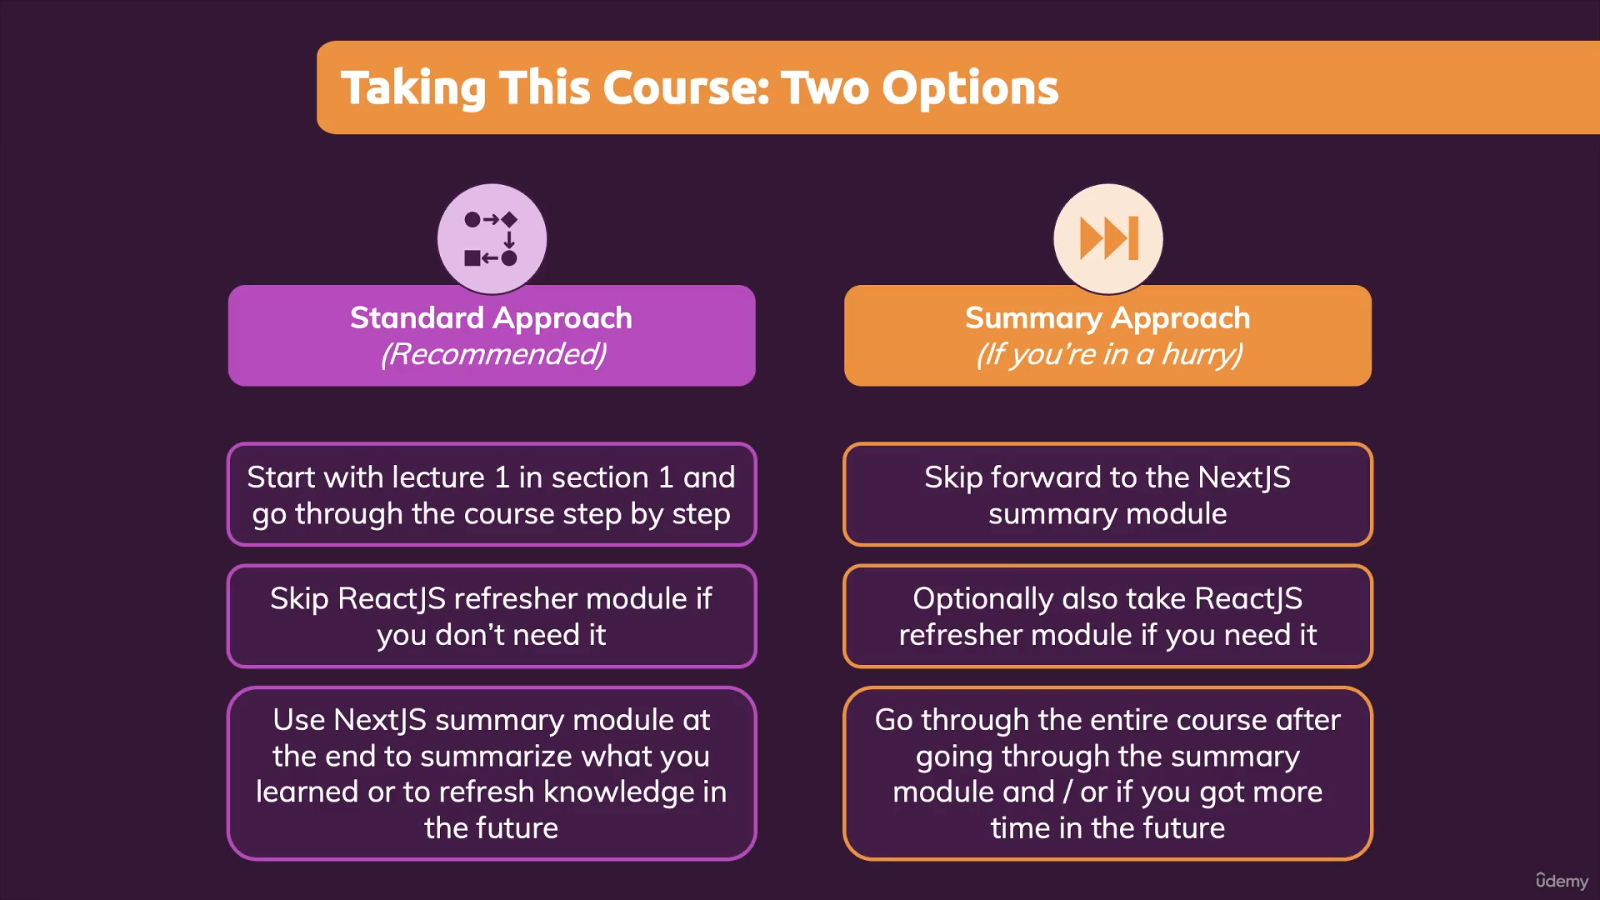 Taking This Course: Two Options
Standard Approach
(Recommended)
Start with lecture 1 in section 1 and
go through the course step by step
Skip ReactJS refresher module if
you don’t need it
Use NextJS summary module at
the end to summarize what you
learned or to refresh knowledge in
the future
Summary Approach
(If you’re in a hurry)
Skip forward to the NextJS
summary module
Optionally also take ReactJS
refresher module if you need it
Go through the entire course after
going through the summary
module and / or if you got more
time in the future
ûdemy